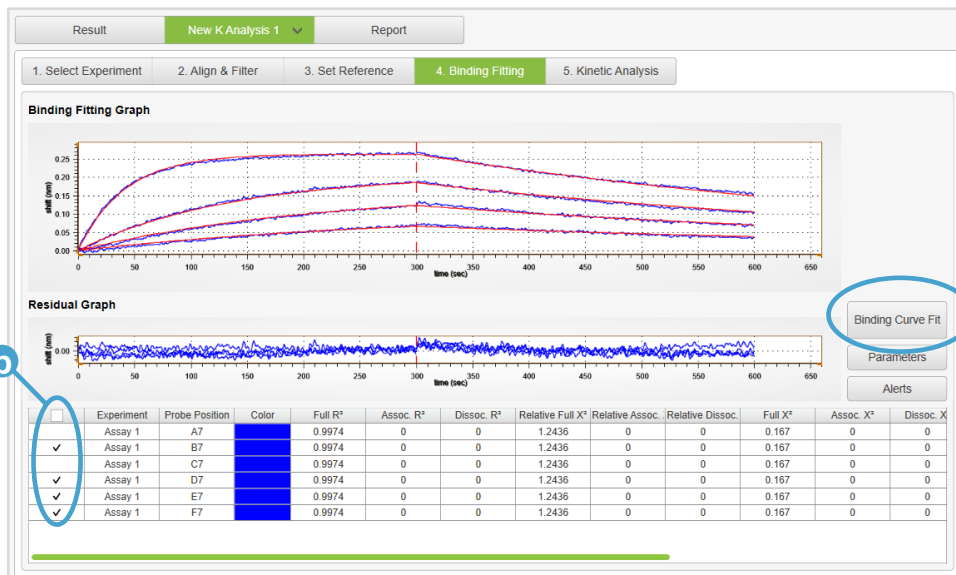 Result New K Analysis 1 Report
1. Select Experiment 2. Align & Filter 3. Set Reference 4. Binding Fitting 5. Kinetic Analysis
Binding Fitting Graph
shift (nm)
0.25
0.20
0.15
0.10
0.05
0.00
0 50 100 150 200 250 300 350 400 450 500 550 600 650
time (sec)
Residual Graph
Binding Curve Fit
shift (nm)
0.00
Parameters
0 50 100 150 200 250 300 350 400 450 500 550 600 650
time (sec)
Alerts
b
Experiment Probe Position Color Full R² Assoc. R² Dissoc. R² Relative Full X² Relative Assoc. Relative Dissoc. Full X² Assoc. X² Dissoc. X
Assay 1 A7 0.9974 0 0 1.2436 0 0 0.167 0 0
✓ Assay 1 B7 0.9974 0 0 1.2436 0 0 0.167 0 0
Assay 1 C7 0.9974 0 0 1.2436 0 0 0.167 0 0
✓ Assay 1 D7 0.9974 0 0 1.2436 0 0 0.167 0 0
✓ Assay 1 E7 0.9974 0 0 1.2436 0 0 0.167 0 0
✓ Assay 1 F7 0.9974 0 0 1.2436 0 0 0.167 0 0